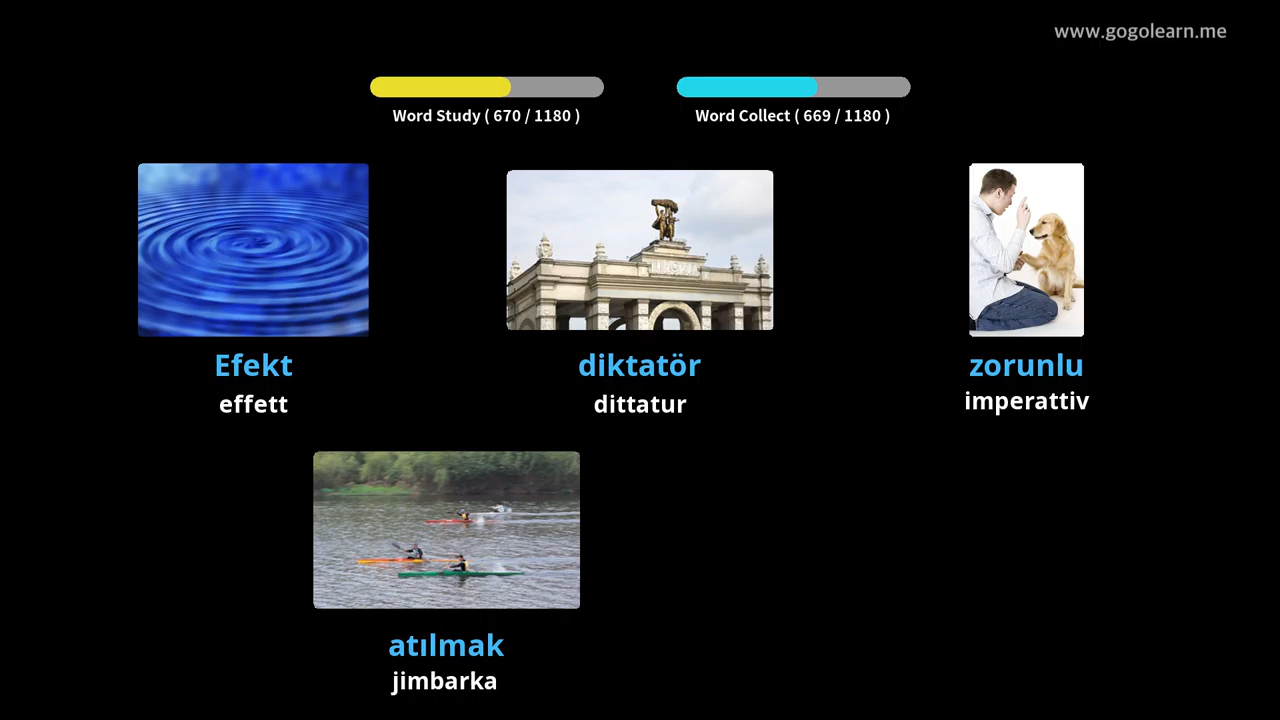 www.gogolearn.me
Word Study ( 670 / 1180 )
Word Collect ( 669 / 1180 )
Efekt
effett
diktatör
dittatur
zorunlu
imperattiv
atılmak
jimbarka